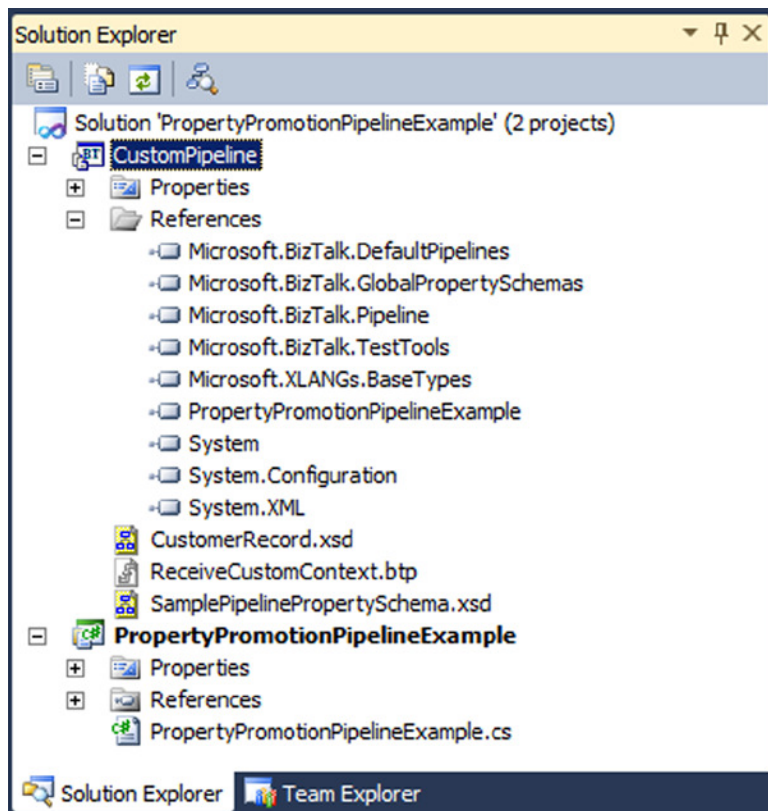 Solution Explorer
Solution 'PropertyPromotionPipelineExample' (2 projects)
CustomPipeline
Properties
References
Microsoft.BizTalk.DefaultPipelines
Microsoft.BizTalk.GlobalPropertySchemas
Microsoft.BizTalk.Pipeline
Microsoft.BizTalk.TestTools
Microsoft.XLANGs.BaseTypes
PropertyPromotionPipelineExample
System
System.Configuration
System.XML
CustomerRecord.xsd
ReceiveCustomContext.btp
SamplePipelinePropertySchema.xsd
PropertyPromotionPipelineExample
Properties
References
PropertyPromotionPipelineExample.cs
Solution Explorer Team Explorer